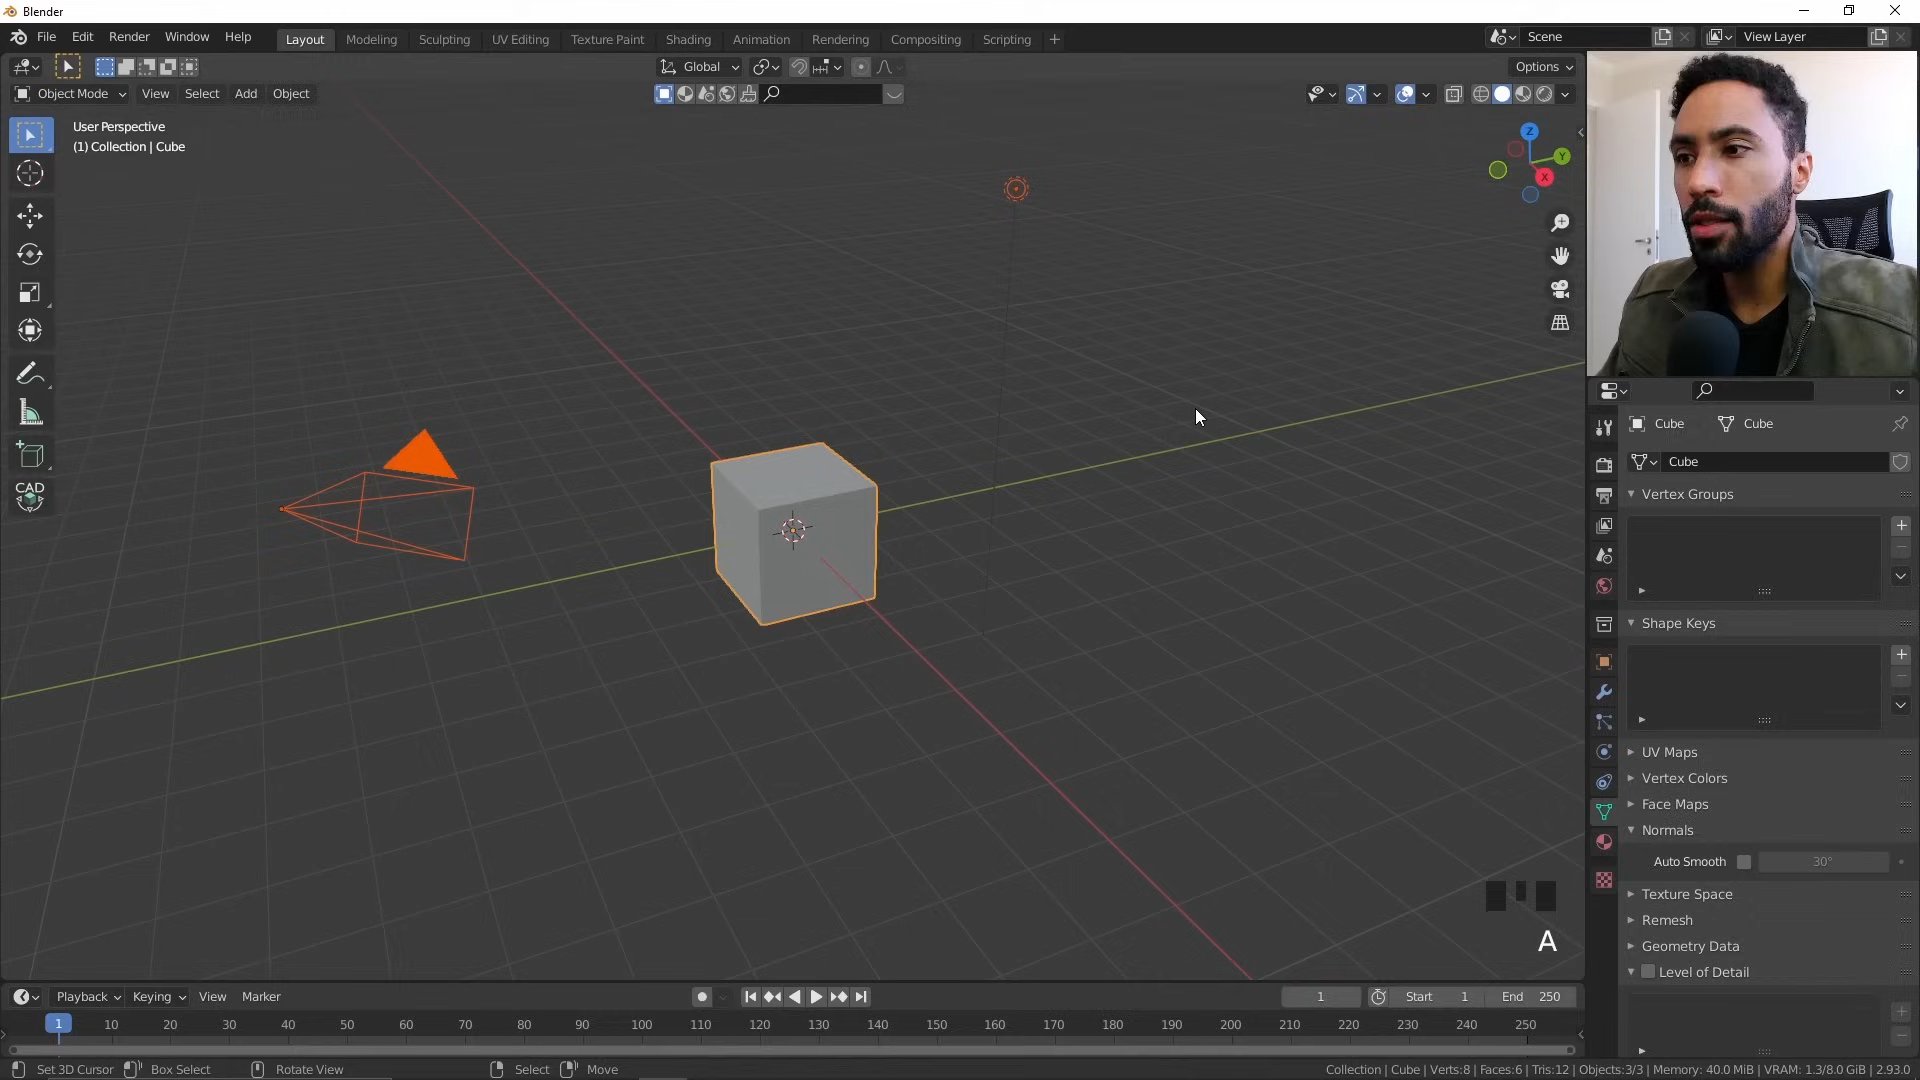 Blender
File Edit Render Window Help Layout Modeling Sculpting UV Editing Texture Paint Shading Animation Rendering Compositing Scripting + Scene View Layer
Global Options
Object Mode View Select Add Object
User Perspective
(1) Collection | Cube
Z
Y
X
CAD
Cube Cube
Cube
Vertex Groups
Shape Keys
UV Maps
Vertex Colors
Face Maps
Normals
Auto Smooth 30°
Texture Space
Remesh
Geometry Data
Level of Detail
A
Playback Keying View Marker 1 Start 1 End 250
1 10 20 30 40 50 60 70 80 90 100 110 120 130 140 150 160 170 180 190 200 210 220 230 240 250
Set 3D Cursor Box Select Rotate View Select Move Collection | Cube | Verts:8 | Faces:6 | Tris:12 | Objects:3/3 | Memory: 40.0 MiB | VRAM: 1.3/8.0 GiB | 2.93.0